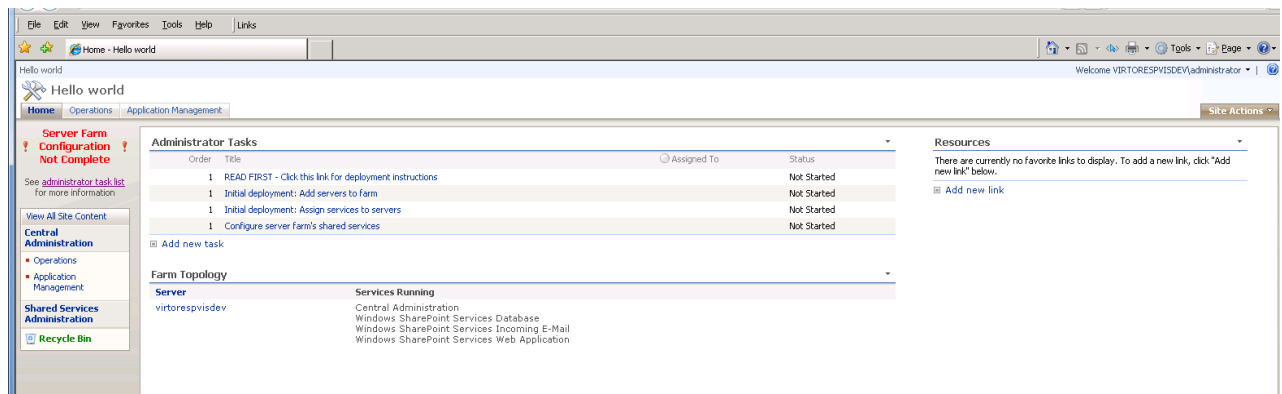 File Edit View Favorites Tools Help Links
Home - Hello world
Tools Page
Hello world
Welcome VIRTORESPVISDEV\administrator
Hello world
Home Operations Application Management
Site Actions
Server Farm
Configuration
Not Complete
See administrator task list
for more information
View All Site Content
Central
Administration
Operations
Application
Management
Shared Services
Administration
Recycle Bin
Administrator Tasks
Order Title Assigned To Status
1 READ FIRST - Click this link for deployment instructions Not Started
1 Initial deployment: Add servers to farm Not Started
1 Initial deployment: Assign services to servers Not Started
1 Configure server farm's shared services Not Started
Add new task
Farm Topology
Server Services Running
virtorespvisdev Central Administration
Windows SharePoint Services Database
Windows SharePoint Services Incoming E-Mail
Windows SharePoint Services Web Application
Resources
There are currently no favorite links to display. To add a new link, click "Add
new link" below.
Add new link